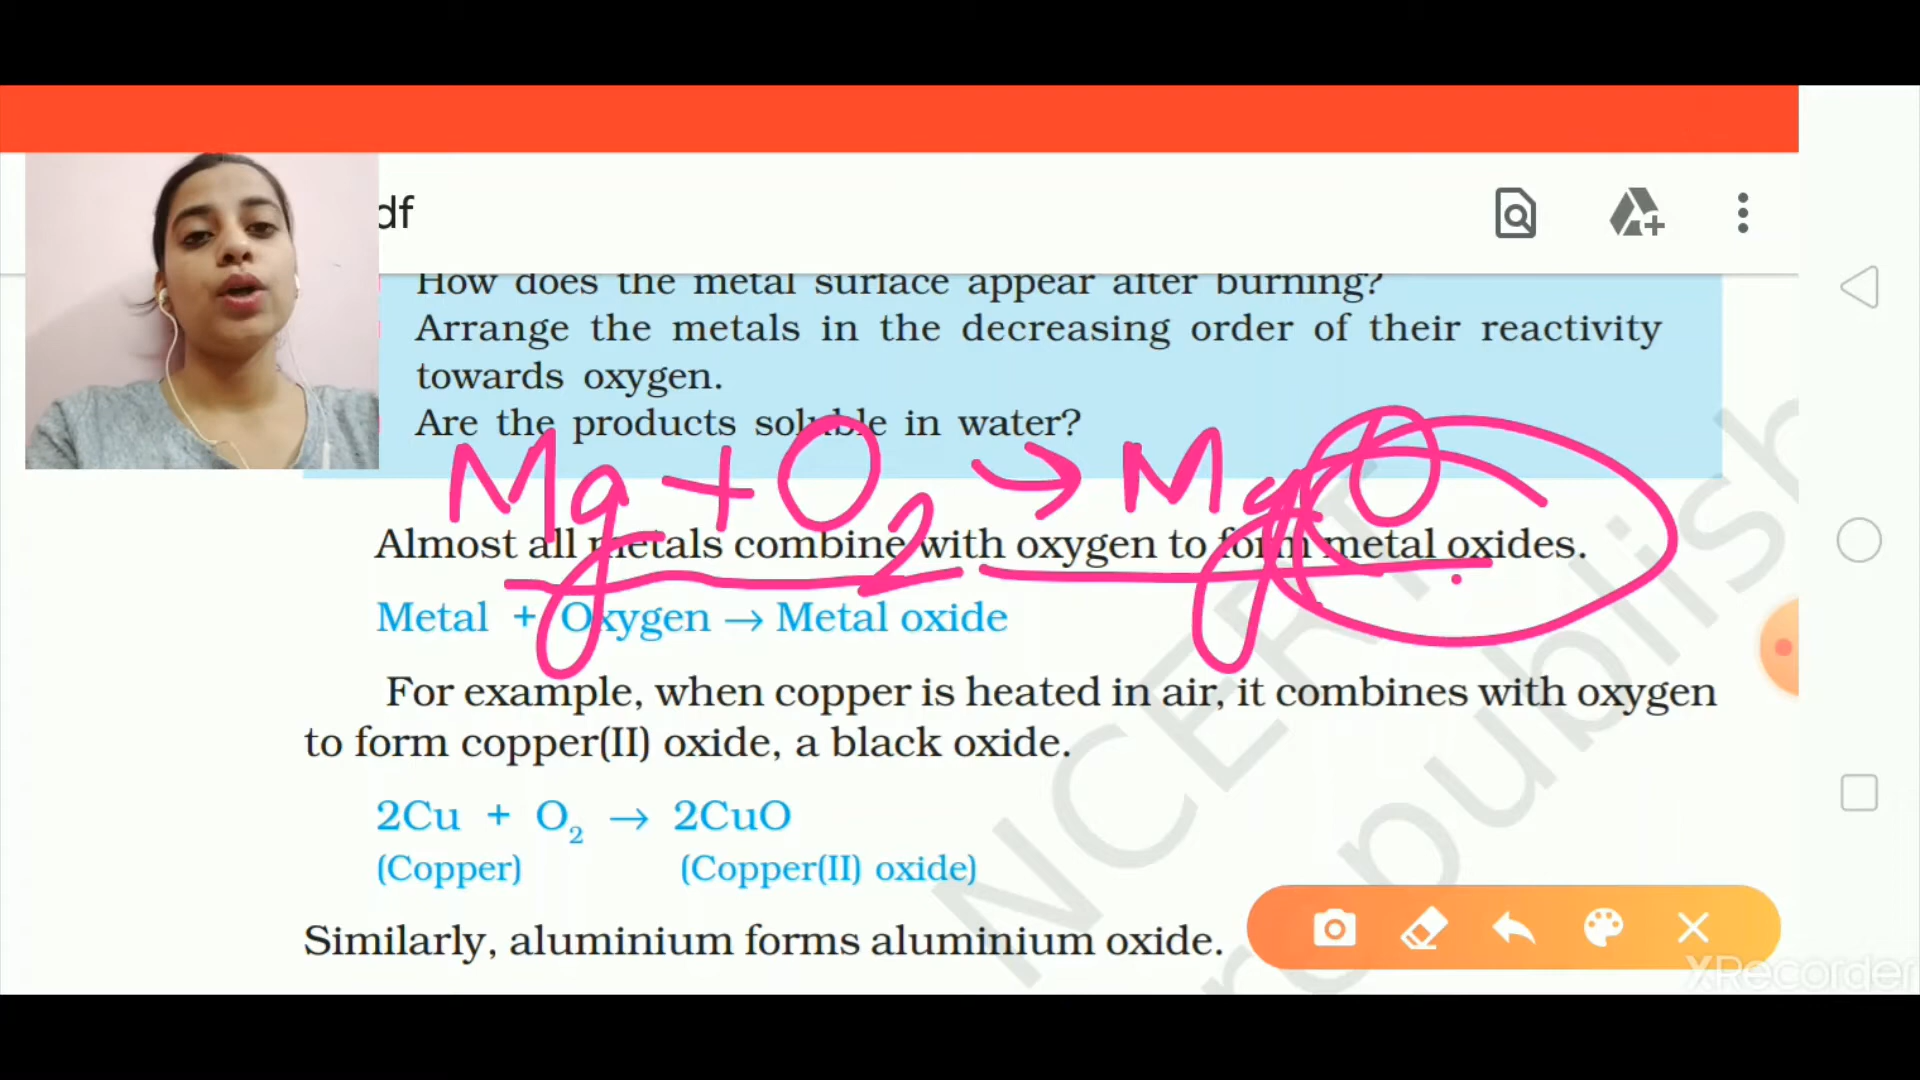 df
How does the metal surface appear after burning?
Arrange the metals in the decreasing order of their reactivity
towards oxygen.
Are the products soluble in water?
Mg + O2 → MgO
Almost all metals combine with oxygen to form metal oxides.
Metal + Oxygen → Metal oxide
For example, when copper is heated in air, it combines with oxygen
to form copper(II) oxide, a black oxide.
2Cu + O2 → 2CuO
(Copper) (Copper(II) oxide)
Similarly, aluminium forms aluminium oxide.
NCERT
republish
XRecorder